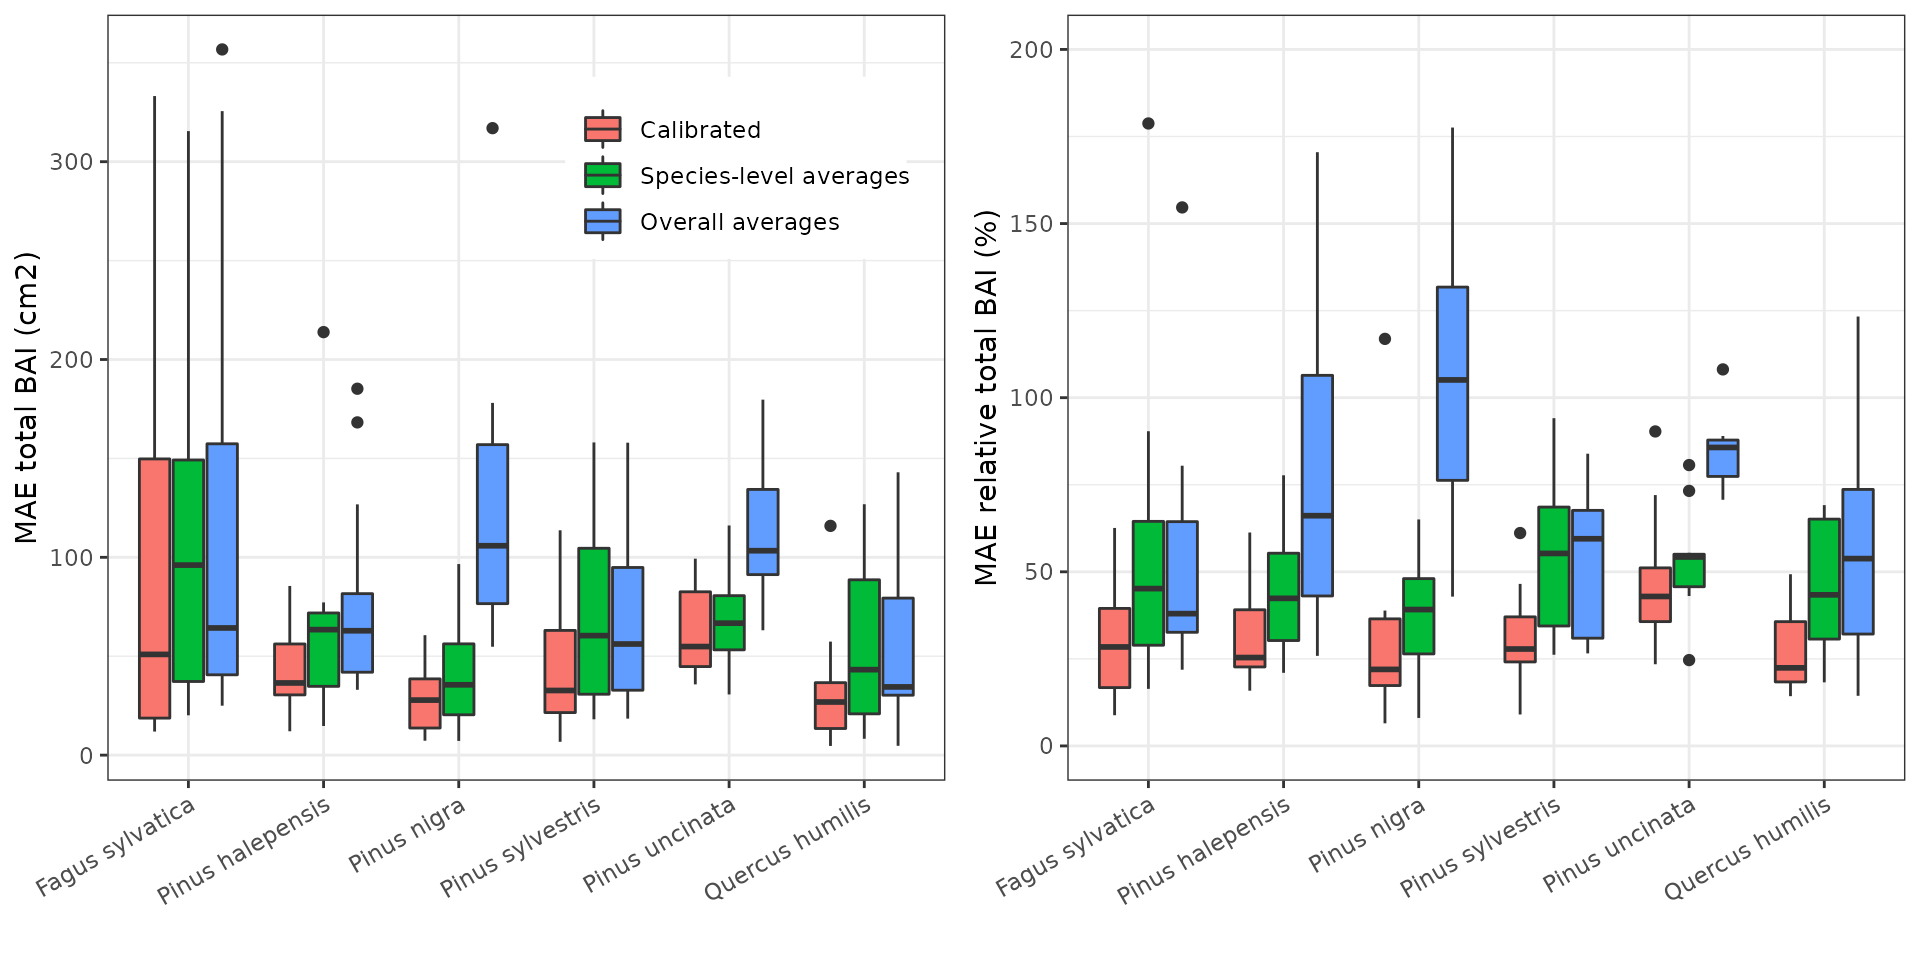 MAE total BAI (cm2)
300
200
100
0
Calibrated
Species-level averages
Overall averages
Fagus sylvatica
Pinus halepensis
Pinus nigra
Pinus sylvestris
Pinus uncinata
Quercus humilis
MAE relative total BAI (%)
200
150
100
50
0
Fagus sylvatica
Pinus halepensis
Pinus nigra
Pinus sylvestris
Pinus uncinata
Quercus humilis